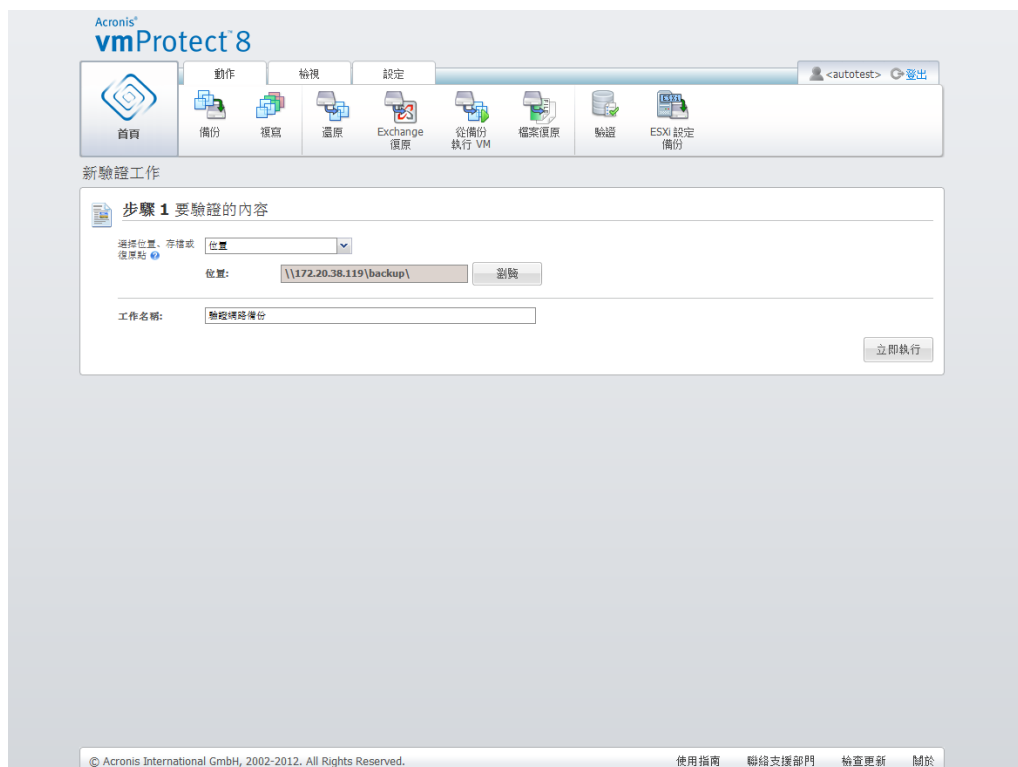 Acronis®
vmProtect™8
動作 檢視 設定 <autotest> 登出
首頁
備份 複寫 還原 Exchange 復原 從備份 執行 VM 檔案復原 驗證 ESXi 設定 備份
新驗證工作
步驟 1 要驗證的內容
選擇位置、存檔或
復原點 位置
位置: \\172.20.38.119\backup\ 瀏覽
工作名稱: 驗證網路備份
立即執行
© Acronis International GmbH, 2002-2012. All Rights Reserved. 使用指南 聯絡支援部門 檢查更新 關於